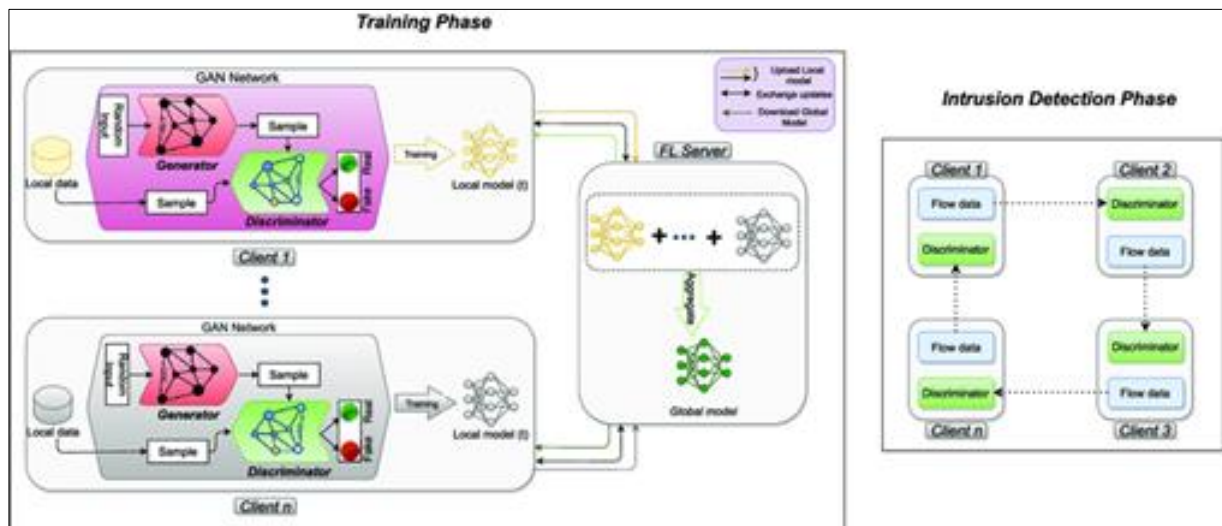 Training Phase
GAN Network
Random
Input
Generator
Sample
Local data
Sample
Discriminator
Real
Fake
Training
Local model (t)
Client 1
Upload Local
model
Exchange updates
Download Global
Model
FL Server
Aggregate
Global model
GAN Network
Random
Input
Generator
Sample
Local data
Sample
Discriminator
Real
Fake
Training
Local model (t)
Client n
Intrusion Detection Phase
Client 1
Flow data
Discriminator
Client 2
Discriminator
Flow data
Flow data
Discriminator
Client n
Discriminator
Flow data
Client 3